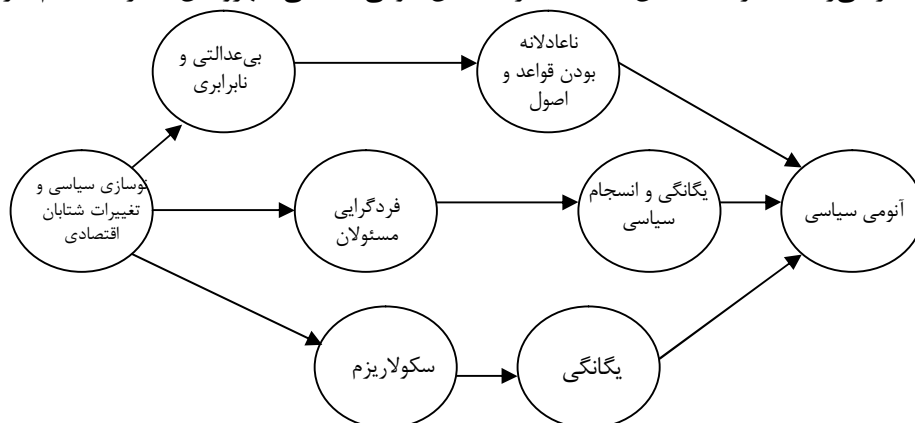 بی‌عدالتی و
نابرابری
ناعادلانه
بودن قواعد و
اصول
نوسازی سیاسی و
تغییرات شتابان
اقتصادی
فردگرایی
مسئولان
یگانگی و انسجام
سیاسی
آنومی سیاسی
سکولاریزم
یگانگی